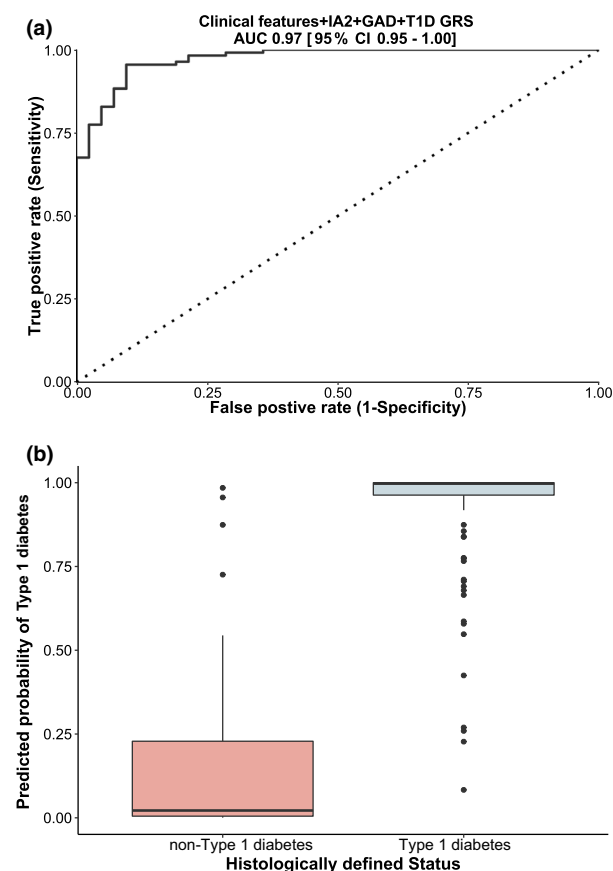 (a)
Clinical features+IA2+GAD+T1D GRS
AUC 0.97 [95% CI 0.95 - 1.00]
True positive rate (Sensitivity)
1.00
0.75
0.50
0.25
0.00
0.00 0.25 0.50 0.75 1.00
False postive rate (1-Specificity)
(b)
Predicted probability of Type 1 diabetes
1.00
0.75
0.50
0.25
0.00
non-Type 1 diabetes Type 1 diabetes
Histologically defined Status